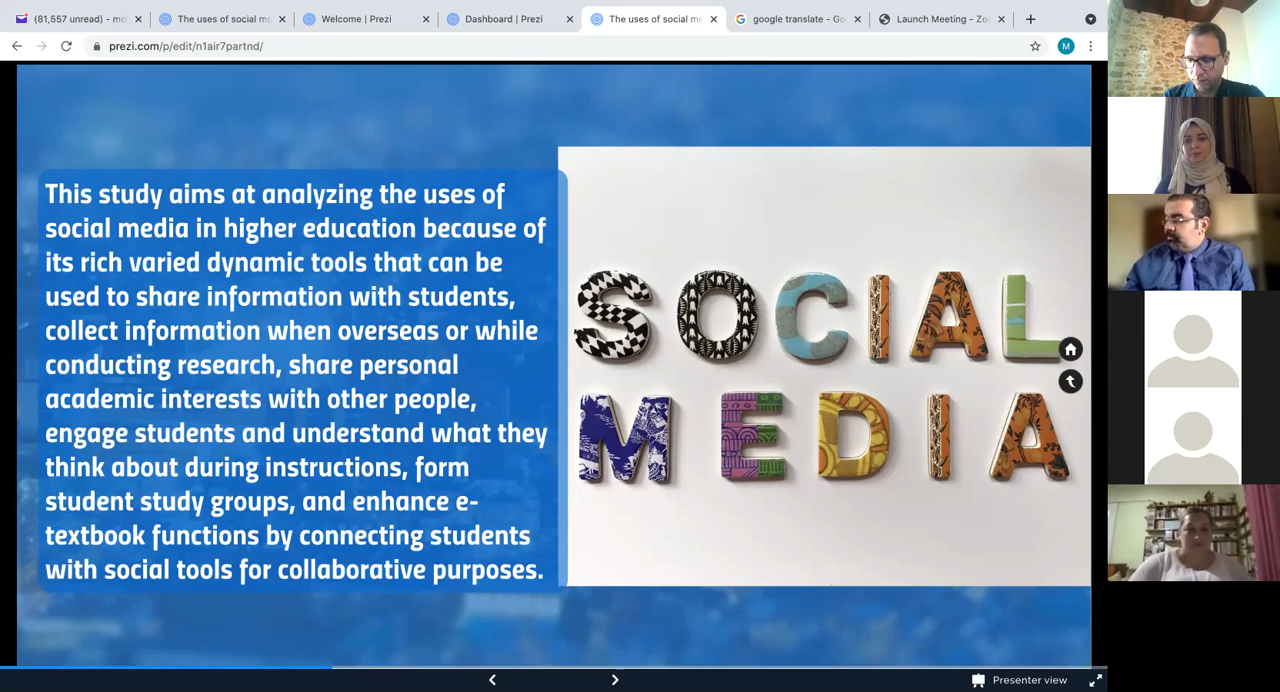 (81,557 unread) - mo
The uses of social me
Welcome | Prezi
Dashboard | Prezi
The uses of social me
google translate - Go
Launch Meeting - Zo
prezi.com/p/edit/n1air7partnd/
M
This study aims at analyzing the uses of
social media in higher education because of
its rich varied dynamic tools that can be
used to share information with students,
collect information when overseas or while
conducting research, share personal
academic interests with other people,
engage students and understand what they
think about during instructions, form
student study groups, and enhance e-
textbook functions by connecting students
with social tools for collaborative purposes.
SOCIAL
MEDIA
Presenter view